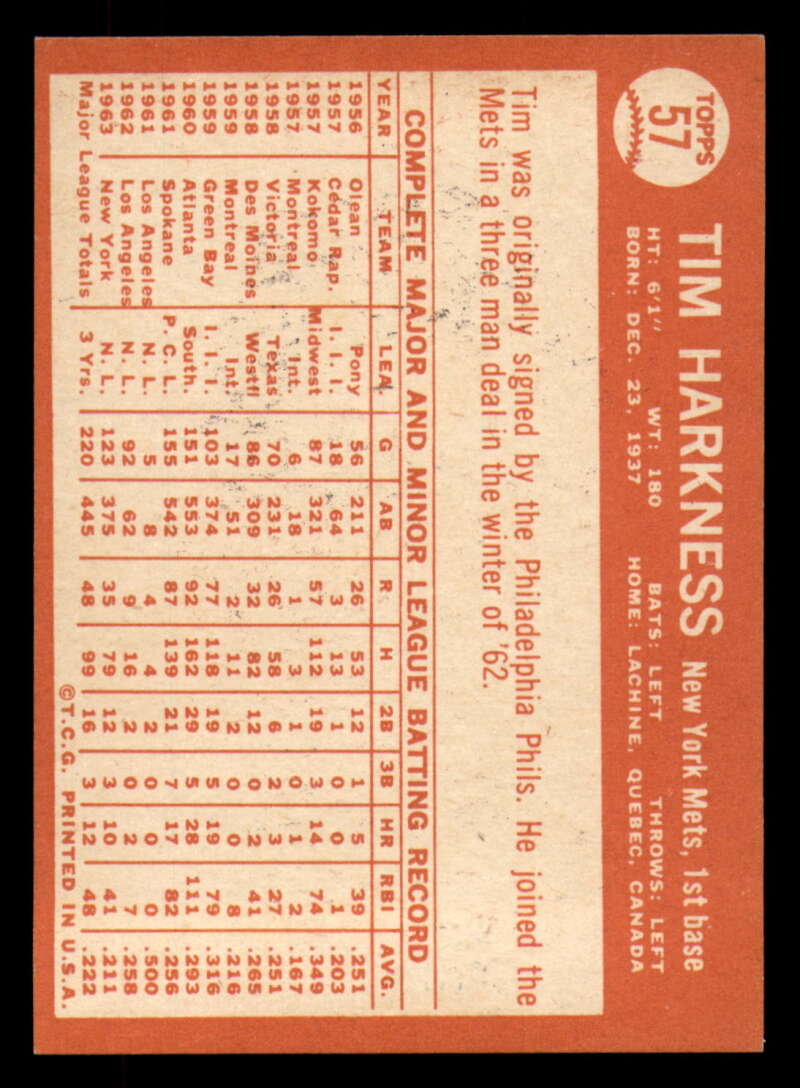 TOPPS
57
TIM HARKNESS New York Mets, 1st base
HT: 6'1" WT: 180 BATS: LEFT THROWS: LEFT
BORN: DEC. 23, 1937 HOME: LACHINE, QUEBEC, CANADA
Tim was originally signed by the Philadelphia Phils. He joined the
Mets in a three man deal in the winter of '62.
COMPLETE MAJOR AND MINOR LEAGUE BATTING RECORD
YEAR TEAM LEA. G AB R H 2B 3B HR RBI AVG.
1956 Olean Pony 56 211 26 53 12 1 5 39 .251
1957 Cedar Rap. I. I. I. 18 64 3 13 1 0 0 1 .203
1957 Kokomo Midwest 87 321 57 112 19 3 14 74 .349
1957 Montreal Int. 6 18 1 3 1 0 1 2 .167
1958 Victoria Texas 70 231 26 58 6 2 3 27 .251
1958 Des Moines Westn 86 309 32 82 12 0 2 41 .265
1959 Montreal Int. 17 51 2 11 2 0 0 8 .216
1959 Green Bay I. I. I. 103 374 77 118 19 5 19 79 .316
1960 Atlanta South. 151 553 92 162 29 5 28 111 .293
1961 Spokane P. C. L. 155 542 87 139 21 7 17 82 .256
1961 Los Angeles N. L. 5 8 4 4 2 0 0 0 .500
1962 Los Angeles N. L. 92 62 9 16 2 0 2 7 .258
1963 New York N. L. 123 375 35 79 12 3 10 41 .211
Major League Totals 3 Yrs. 220 445 48 99 16 3 12 48 .222
©T.C.G. PRINTED IN U.S.A.